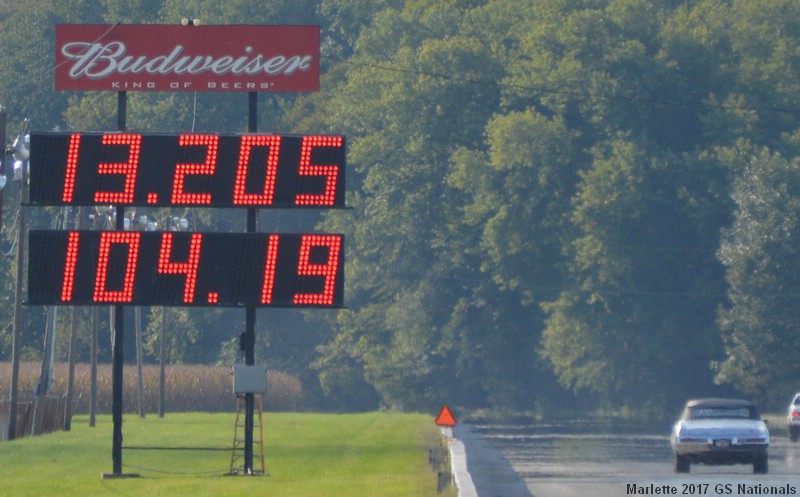 Budweiser
KING OF BEERS®
13.205
104.19
Marlette 2017 GS Nationals